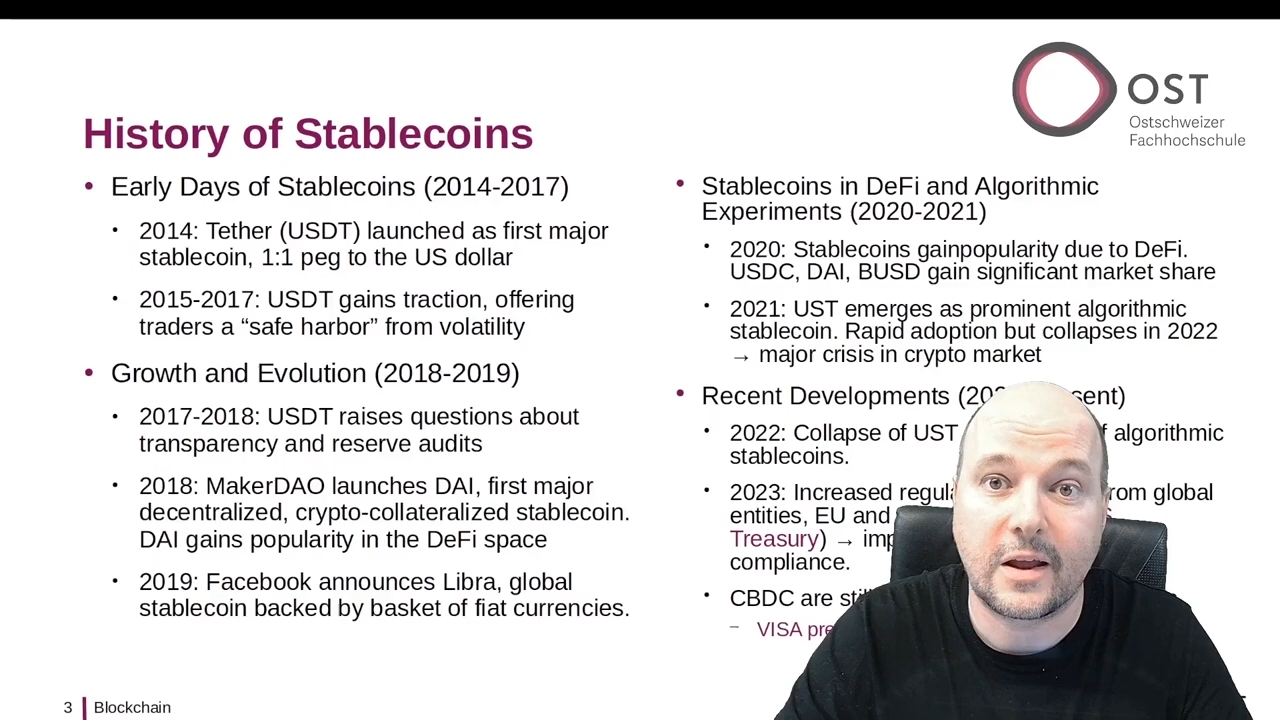 OST
Ostschweizer
Fachhochschule
History of Stablecoins
• Early Days of Stablecoins (2014-2017)
• 2014: Tether (USDT) launched as first major
stablecoin, 1:1 peg to the US dollar
• 2015-2017: USDT gains traction, offering
traders a “safe harbor” from volatility
• Growth and Evolution (2018-2019)
• 2017-2018: USDT raises questions about
transparency and reserve audits
• 2018: MakerDAO launches DAI, first major
decentralized, crypto-collateralized stablecoin.
DAI gains popularity in the DeFi space
• 2019: Facebook announces Libra, global
stablecoin backed by basket of fiat currencies.
• Stablecoins in DeFi and Algorithmic
Experiments (2020-2021)
• 2020: Stablecoins gainpopularity due to DeFi.
USDC, DAI, BUSD gain significant market share
• 2021: UST emerges as prominent algorithmic
stablecoin. Rapid adoption but collapses in 2022
→ major crisis in crypto market
• Recent Developments
• 2022: Collapse of UST algorithmic
stablecoins.
• 2023: Increased global
entities, EU and
Treasury) →
compliance.
• CBDC are
– VISA
3 Blockchain